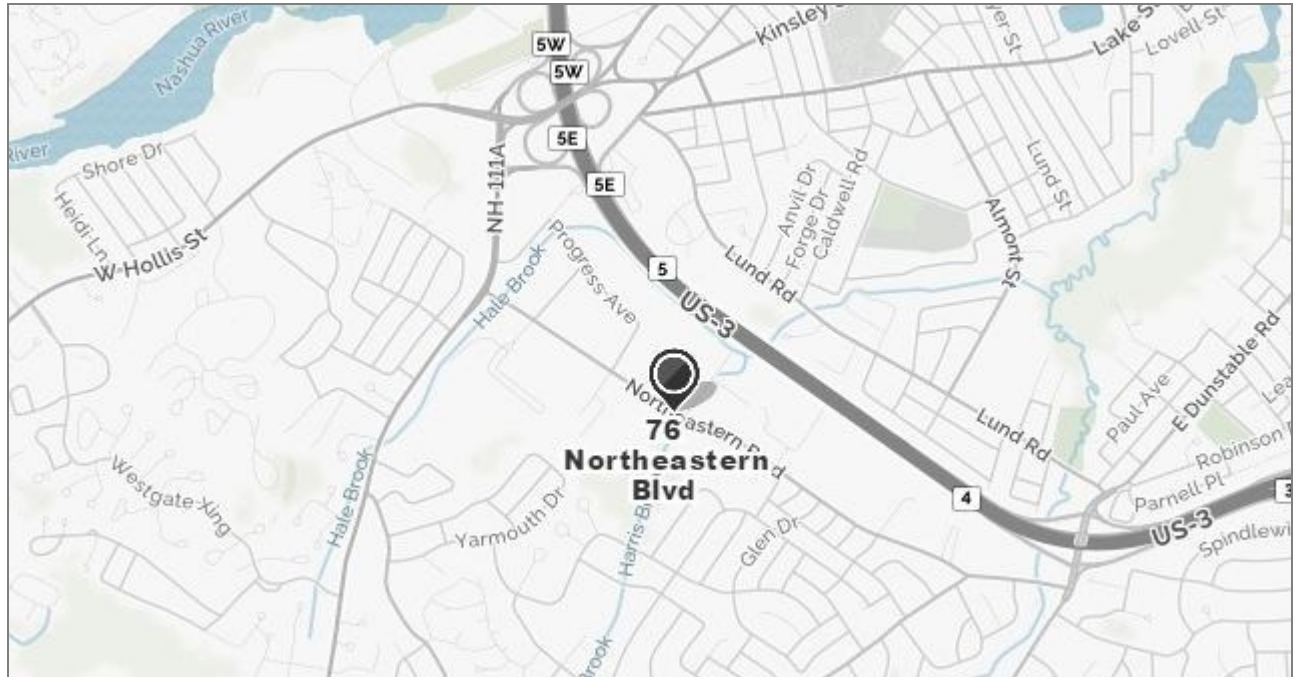 5W
Kinsley
Lake St
Lovell St
Nashua River
5W
River
Shore Dr
5E
NH-111A
5E
Lund St
Heidi Ln
W Hollis St
Anvil Dr
Forge Dr
Caldwell Rd
Almont St
Progress Ave
Hale Brook
5
Lund Rd
US-3
E Dunstable Rd
Paul Ave
Northeastern Blvd
76
Northeastern
Blvd
Lund Rd
Robinson
Westgate Xing
Hale Brook
Yarmouth Dr
Glen Dr
4
Parnell Pl
3
US-3
Brook